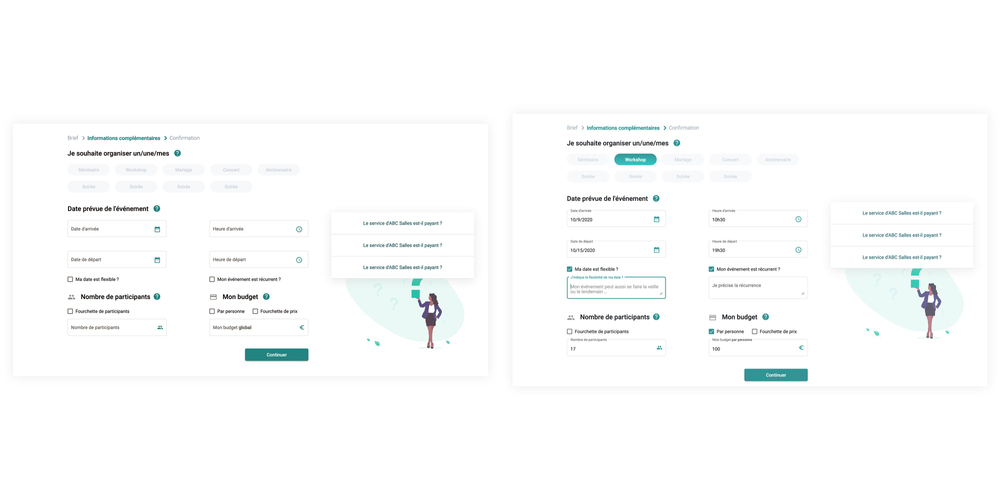 Brief > Informations complémentaires > Confirmation
Je souhaite organiser un/une/mes ?
Séminaire Workshop Mariage Concert Anniversaire
Soirée Soirée Soirée Soirée
Date prévue de l'événement ?
Date d'arrivée Heure d'arrivée
Date de départ Heure de départ
Ma date est flexible ? Mon événement est récurrent ?
Nombre de participants ? Mon budget ?
Fourchette de participants Par personne Fourchette de prix
Nombre de participants Mon budget global €
Continuer
Le service d'ABC Salles est-il payant ?
Le service d'ABC Salles est-il payant ?
Le service d'ABC Salles est-il payant ?
Brief > Informations complémentaires > Confirmation
Je souhaite organiser un/une/mes ?
Séminaire Workshop Mariage Concert Anniversaire
Soirée Soirée Soirée Soirée
Date prévue de l'événement ?
Date d'arrivée Heure d'arrivée
10/9/2020 10h30
Date de départ Heure de départ
10/15/2020 19h30
Ma date est flexible ? Mon événement est récurrent ?
J'indique la flexibilité de ma date ?
Mon événement peut aussi se faire la veille
ou le lendemain ...
Je précise la récurrence
Nombre de participants ? Mon budget ?
Fourchette de participants Par personne Fourchette de prix
Nombre de participants Mon budget par personne
17 100 €
Continuer
Le service d'ABC Salles est-il payant ?
Le service d'ABC Salles est-il payant ?
Le service d'ABC Salles est-il payant ?